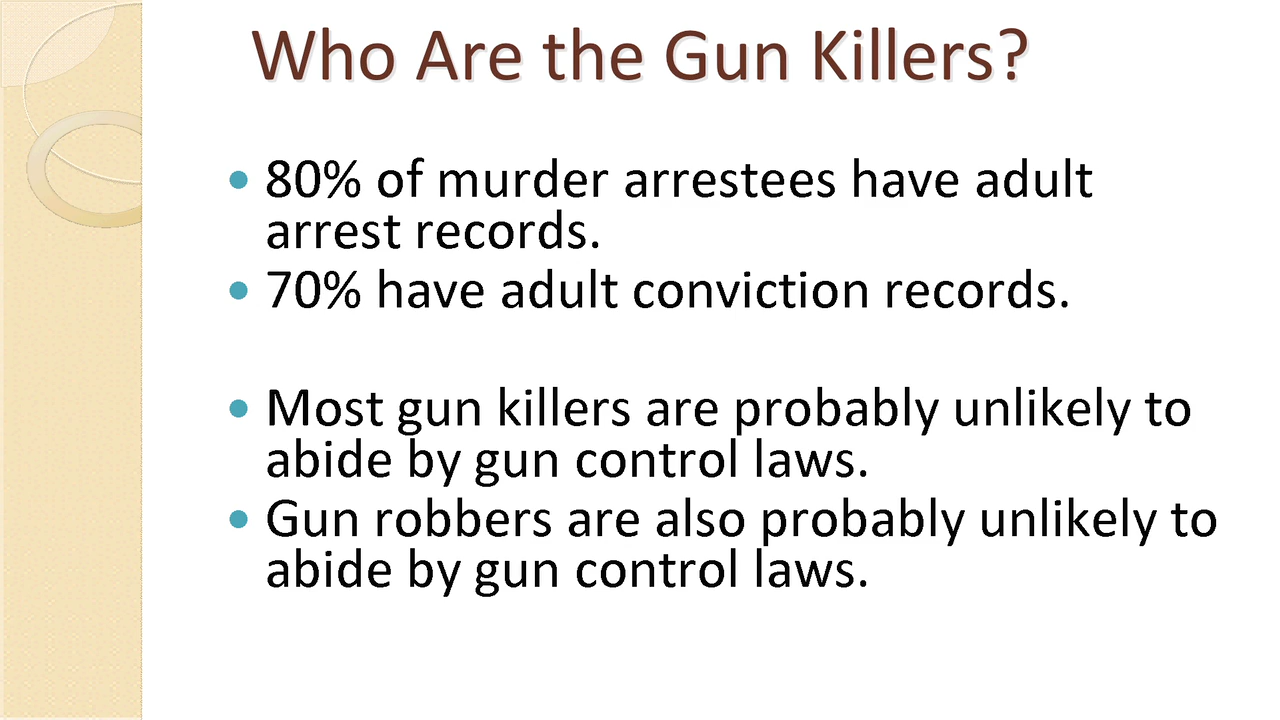 Who Are the Gun Killers?
• 80% of murder arrestees have adult
arrest records.
• 70% have adult conviction records.
• Most gun killers are probably unlikely to
abide by gun control laws.
• Gun robbers are also probably unlikely to
abide by gun control laws.